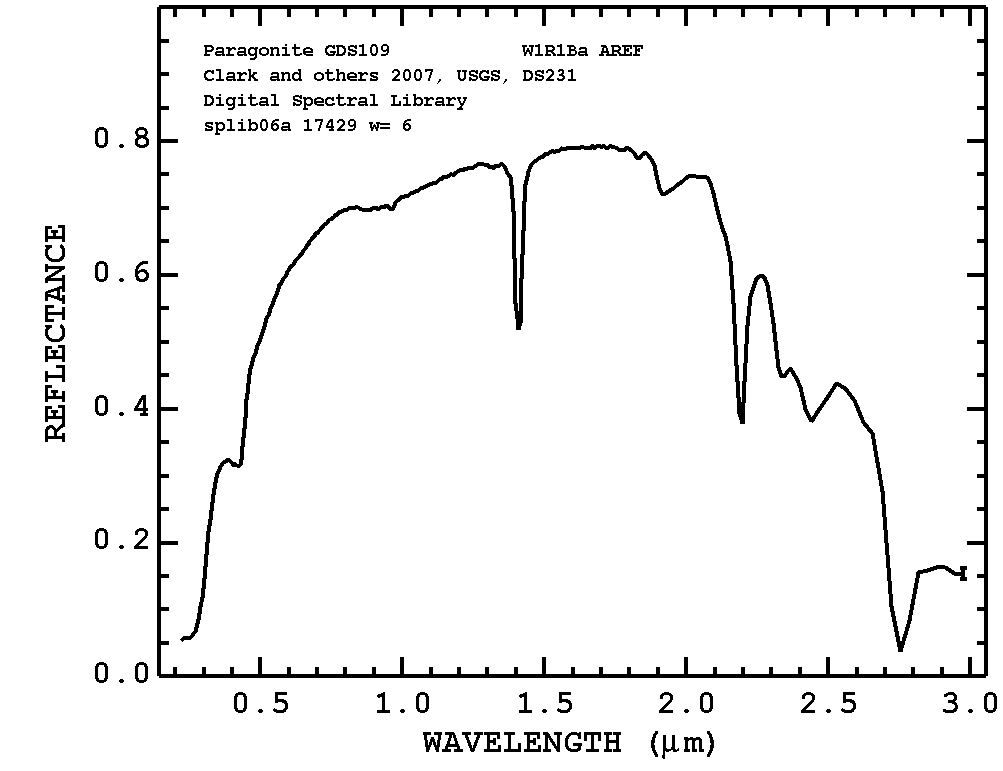 Paragonite GDS109 W1R1Ba AREF
Clark and others 2007, USGS, DS231
Digital Spectral Library
splib06a 17429 w= 6
REFLECTANCE
0.8
0.6
0.4
0.2
0.0
0.5 1.0 1.5 2.0 2.5 3.0
WAVELENGTH (μm)